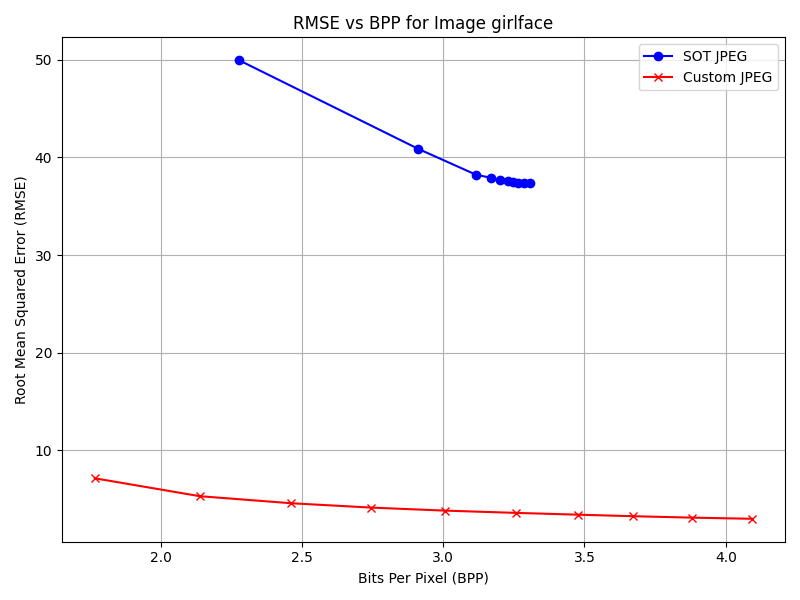 RMSE vs BPP for Image girlface
SOT JPEG
Custom JPEG
Root Mean Squared Error (RMSE)
50
40
30
20
10
2.0 2.5 3.0 3.5 4.0
Bits Per Pixel (BPP)